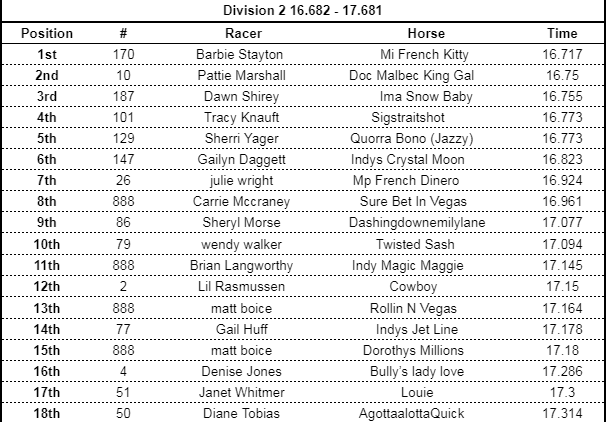 Division 2 16.682 - 17.681
Position # Racer Horse Time
1st 170 Barbie Stayton Mi French Kitty 16.717
2nd 10 Pattie Marshall Doc Malbec King Gal 16.75
3rd 187 Dawn Shirey Ima Snow Baby 16.755
4th 101 Tracy Knauft Sigstraitshot 16.773
5th 129 Sherri Yager Quorra Bono (Jazzy) 16.773
6th 147 Gailyn Daggett Indys Crystal Moon 16.823
7th 26 julie wright Mp French Dinero 16.924
8th 888 Carrie Mccraney Sure Bet In Vegas 16.961
9th 86 Sheryl Morse Dashingdownemilylane 17.077
10th 79 wendy walker Twisted Sash 17.094
11th 888 Brian Langworthy Indy Magic Maggie 17.145
12th 2 Lil Rasmussen Cowboy 17.15
13th 888 matt boice Rollin N Vegas 17.164
14th 77 Gail Huff Indys Jet Line 17.178
15th 888 matt boice Dorothys Millions 17.18
16th 4 Denise Jones Bully's lady love 17.286
17th 51 Janet Whitmer Louie 17.3
18th 50 Diane Tobias AgottaalottaQuick 17.314